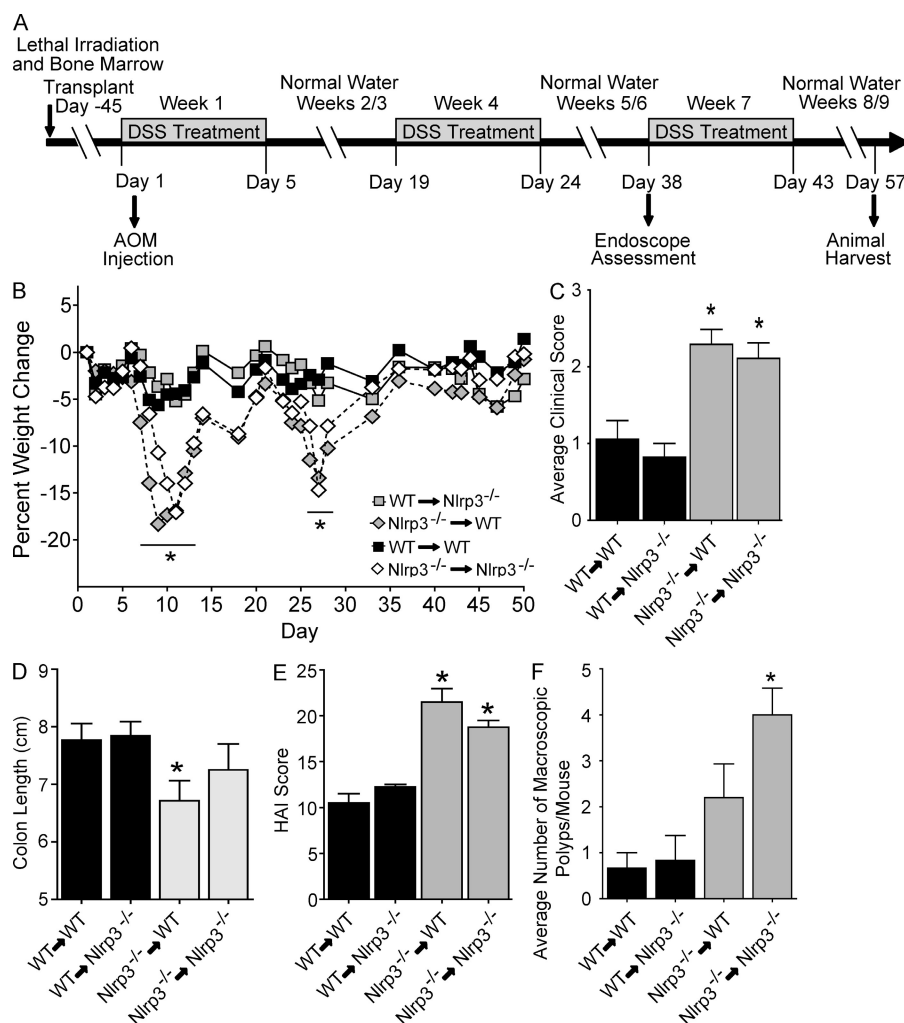 A
Lethal Irradiation
and Bone Marrow
Transplant
Day -45
Week 1
Normal Water
Weeks 2/3
Week 4
Normal Water
Weeks 5/6
Week 7
Normal Water
Weeks 8/9
DSS Treatment
DSS Treatment
DSS Treatment
Day 1
Day 5
Day 19
Day 24
Day 38
Day 43
Day 57
AOM
Injection
Endoscope
Assessment
Animal
Harvest
B
Percent Weight Change
5
0
-5
-10
-15
-20
*
*
WT → Nlrp3-/-
Nlrp3-/- → WT
WT → WT
Nlrp3-/- → Nlrp3-/-
0 5 10 15 20 25 30 35 40 45 50
Day
C
Average Clinical Score
3
2
1
0
* *
WT→WT
WT→Nlrp3-/-
Nlrp3-/-→WT
Nlrp3-/-→Nlrp3-/-
D
Colon Length (cm)
9
8
7
6
5
*
WT→WT
WT→Nlrp3-/-
Nlrp3-/-→WT
Nlrp3-/-→Nlrp3-/-
E
HAI Score
25
20
15
10
5
0
* *
WT→WT
WT→Nlrp3-/-
Nlrp3-/-→WT
Nlrp3-/-→Nlrp3-/-
F
Average Number of Macroscopic
Polyps/Mouse
5
4
3
2
1
0
*
WT→WT
WT→Nlrp3-/-
Nlrp3-/-→WT
Nlrp3-/-→Nlrp3-/-